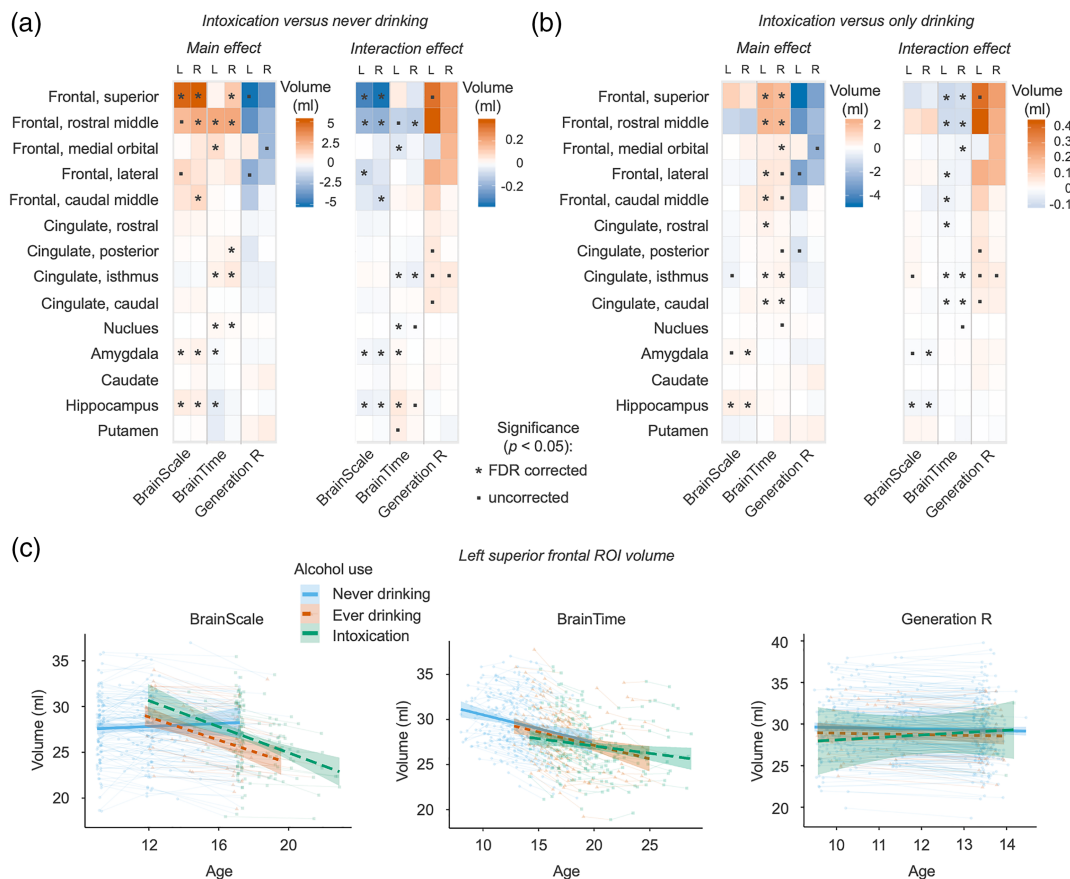 (a)
Intoxication versus never drinking
Main effect
Interaction effect
L R L R L R
L R L R L R
Frontal, superior
Frontal, rostral middle
Frontal, medial orbital
Frontal, lateral
Frontal, caudal middle
Cingulate, rostral
Cingulate, posterior
Cingulate, isthmus
Cingulate, caudal
Nuclues
Amygdala
Caudate
Hippocampus
Putamen
BrainScale
BrainTime
Generation R
Volume
(ml)
5
2.5
0
-2.5
-5
BrainScale
BrainTime
Generation R
Volume
(ml)
0.2
0
-0.2
Significance
(p < 0.05):
* FDR corrected
▪ uncorrected
(b)
Intoxication versus only drinking
Main effect
Interaction effect
L R L R L R
L R L R L R
Frontal, superior
Frontal, rostral middle
Frontal, medial orbital
Frontal, lateral
Frontal, caudal middle
Cingulate, rostral
Cingulate, posterior
Cingulate, isthmus
Cingulate, caudal
Nuclues
Amygdala
Caudate
Hippocampus
Putamen
BrainScale
BrainTime
Generation R
Volume
(ml)
2
0
-2
-4
BrainScale
BrainTime
Generation R
Volume
(ml)
0.4
0.3
0.2
0.1
0
-0.1
(c)
Left superior frontal ROI volume
Alcohol use
Never drinking
Ever drinking
Intoxication
BrainScale
Volume (ml)
35
30
25
20
12 16 20
Age
BrainTime
Volume (ml)
35
30
25
20
10 15 20 25
Age
Generation R
Volume (ml)
40
35
30
25
20
10 11 12 13 14
Age